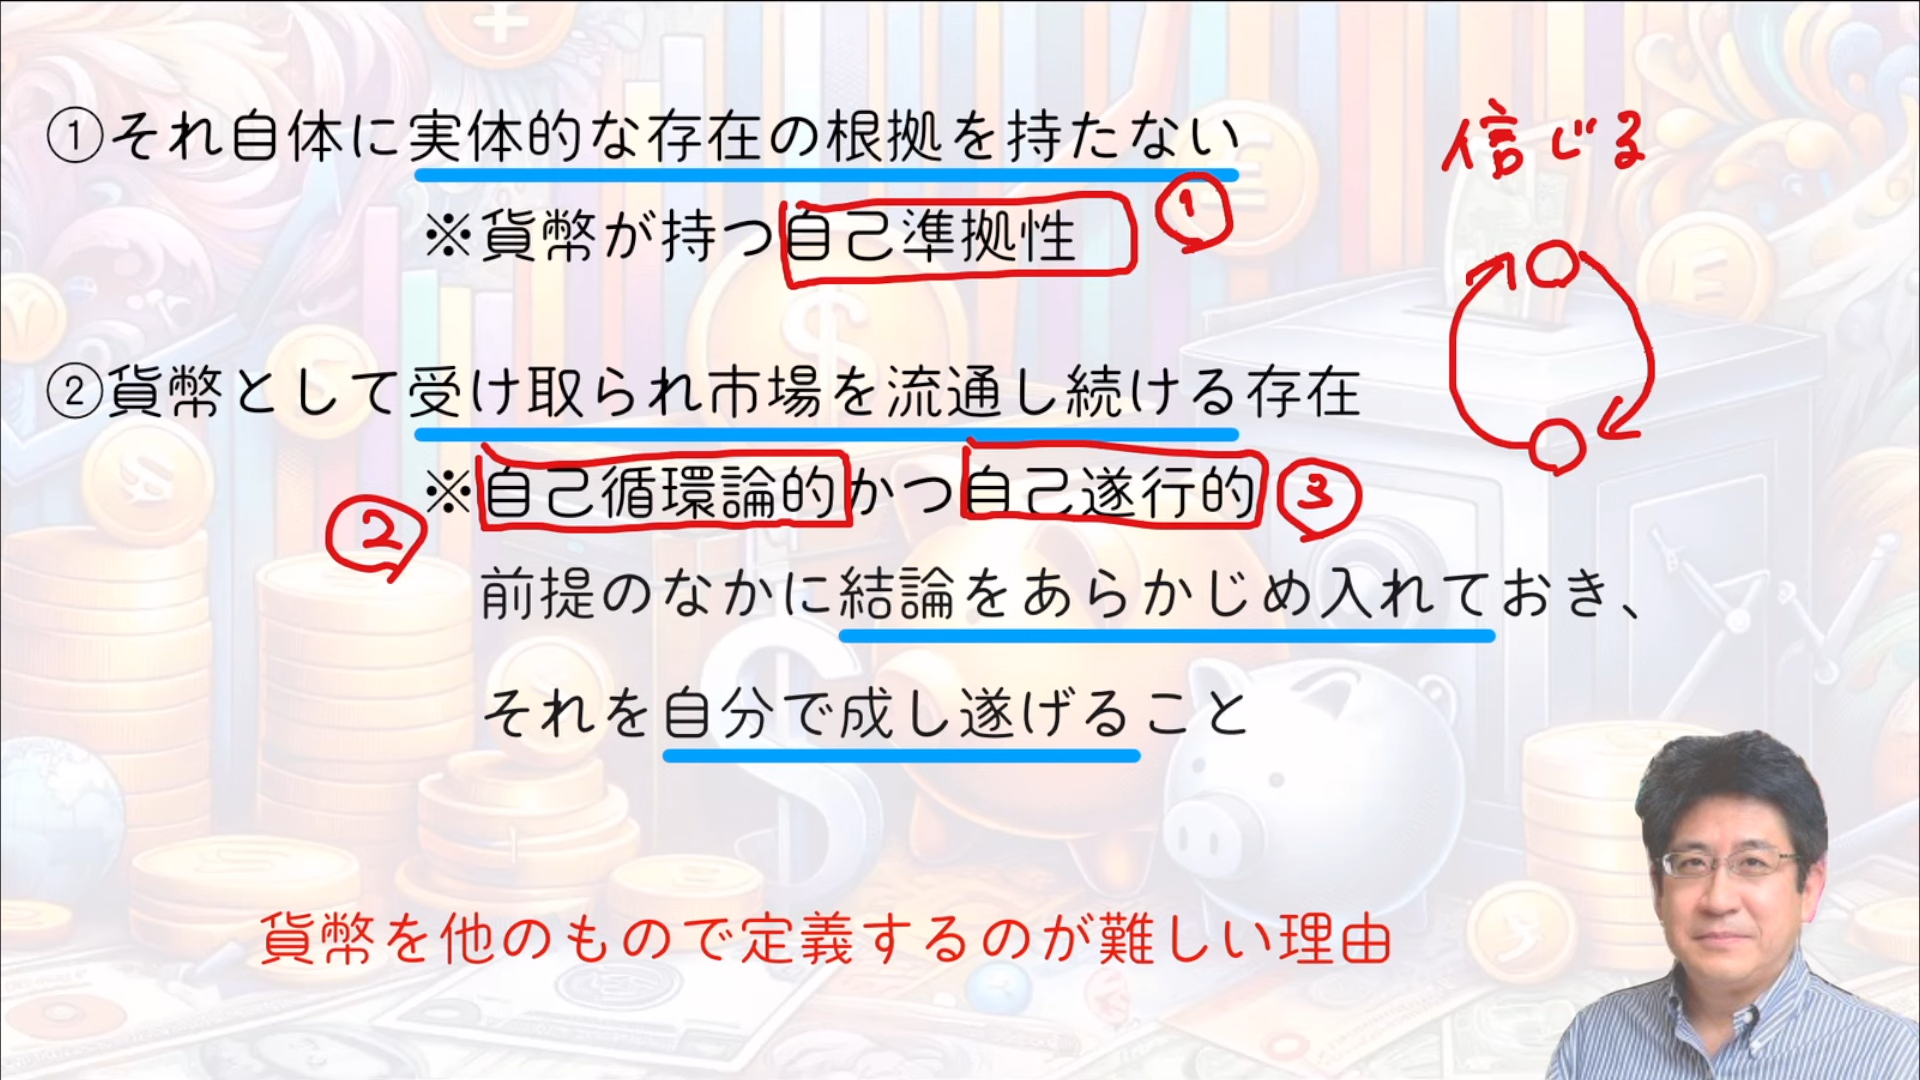 ①それ自体に実体的な存在の根拠を持たない
信じる
※貨幣が持つ自己準拠性
1
②貨幣として受け取られ市場を流通し続ける存在
※自己循環論的かつ自己遂行的
2
3
前提のなかに結論をあらかじめ入れておき、
それを自分で成し遂げること
貨幣を他のもので定義するのが難しい理由